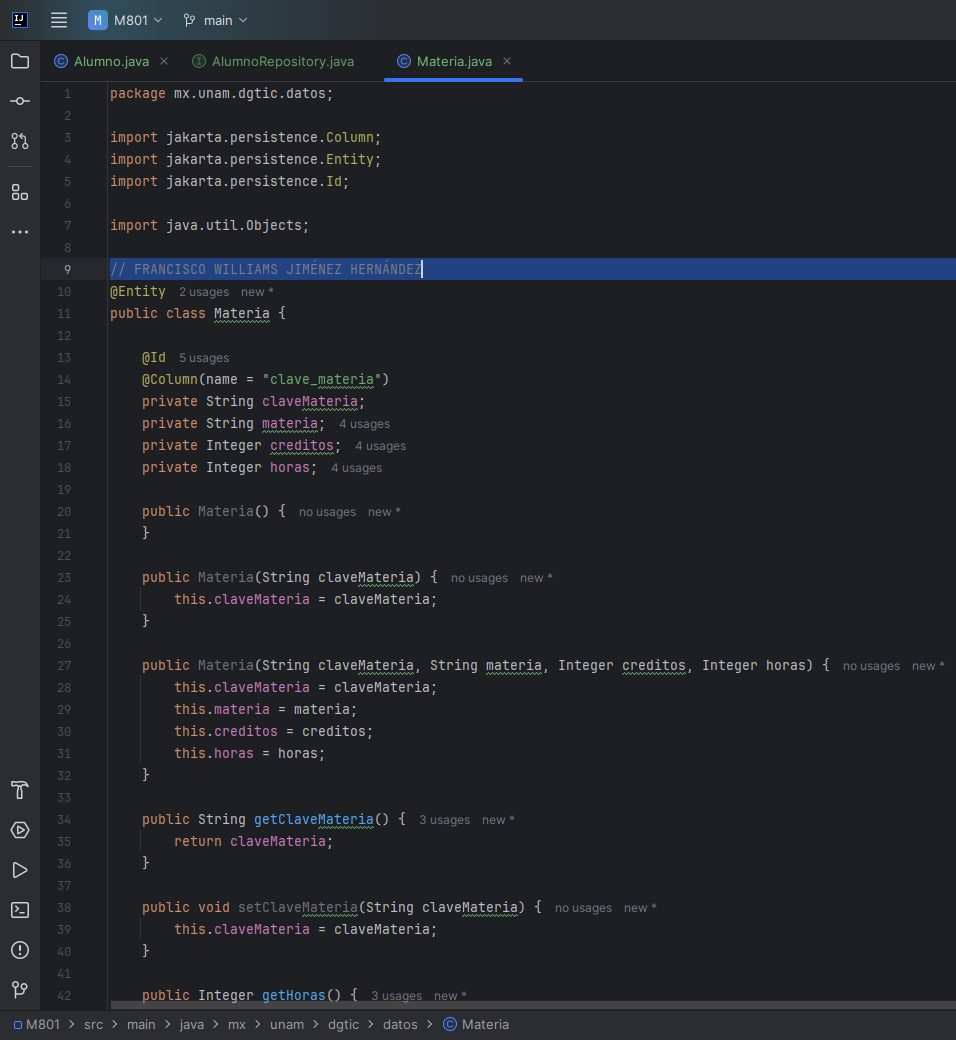 M M801 main
Alumno.java AlumnoRepository.java Materia.java
1 package mx.unam.dgtic.datos;
2
3 import jakarta.persistence.Column;
4 import jakarta.persistence.Entity;
5 import jakarta.persistence.Id;
6
7 import java.util.Objects;
8
9 // FRANCISCO WILLIAMS JIMÉNEZ HERNÁNDEZ
10 @Entity 2 usages new *
11 public class Materia {
12
13 @Id 5 usages
14 @Column(name = "clave_materia")
15 private String claveMateria;
16 private String materia; 4 usages
17 private Integer creditos; 4 usages
18 private Integer horas; 4 usages
19
20 public Materia() { no usages new *
21 }
22
23 public Materia(String claveMateria) { no usages new *
24 this.claveMateria = claveMateria;
25 }
26
27 public Materia(String claveMateria, String materia, Integer creditos, Integer horas) { no usages new *
28 this.claveMateria = claveMateria;
29 this.materia = materia;
30 this.creditos = creditos;
31 this.horas = horas;
32 }
33
34 public String getClaveMateria() { 3 usages new *
35 return claveMateria;
36 }
37
38 public void setClaveMateria(String claveMateria) { no usages new *
39 this.claveMateria = claveMateria;
40 }
41
42 public Integer getHoras() { 3 usages new *
M801 > src > main > java > mx > unam > dgtic > datos > Materia